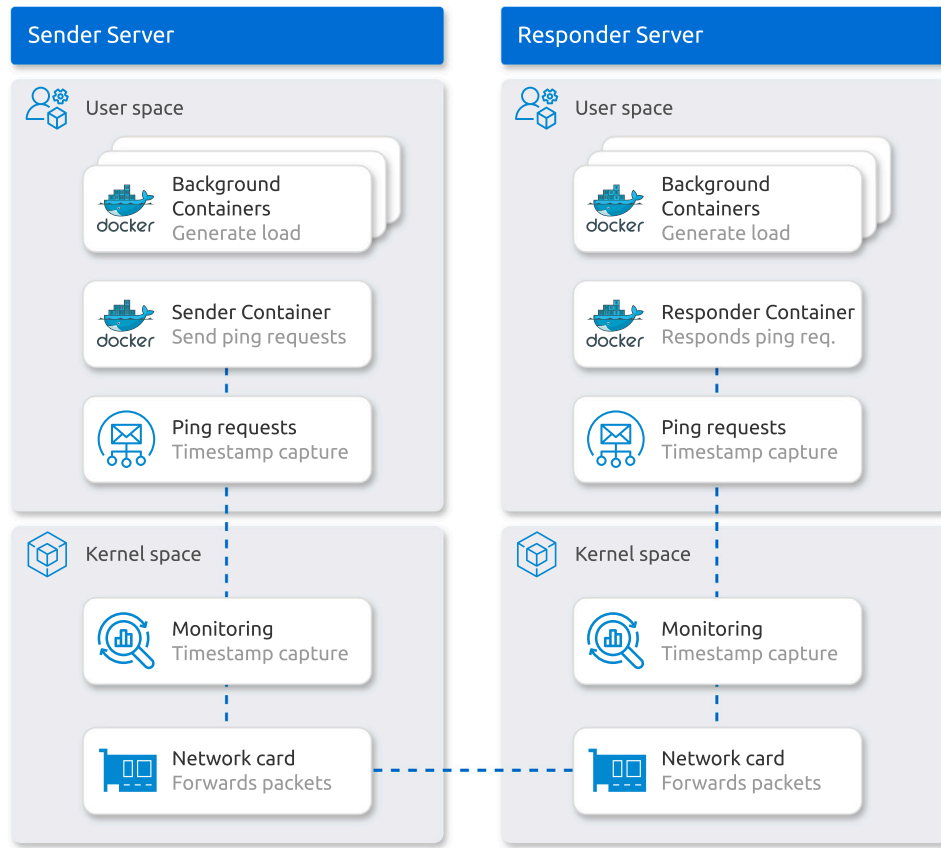 Sender Server
User space
docker
Background
Containers
Generate load
docker
Sender Container
Send ping requests
Ping requests
Timestamp capture
Kernel space
Monitoring
Timestamp capture
Network card
Forwards packets
Responder Server
User space
docker
Background
Containers
Generate load
docker
Responder Container
Responds ping req.
Ping requests
Timestamp capture
Kernel space
Monitoring
Timestamp capture
Network card
Forwards packets